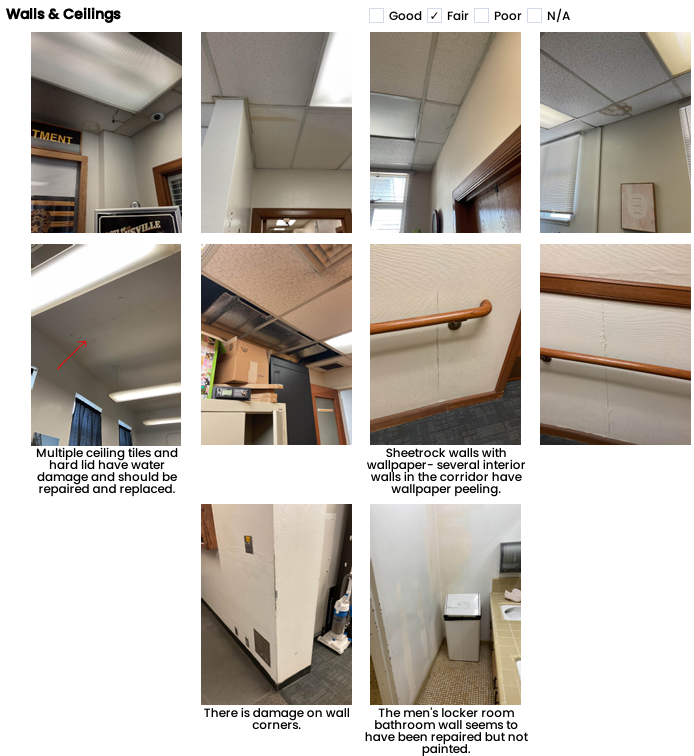 Walls & Ceilings
Good ✓ Fair Poor N/A
TMENT
Multiple ceiling tiles and
hard lid have water
damage and should be
repaired and replaced.
Sheetrock walls with
wallpaper- several interior
walls in the corridor have
wallpaper peeling.
There is damage on wall
corners.
The men's locker room
bathroom wall seems to
have been repaired but not
painted.